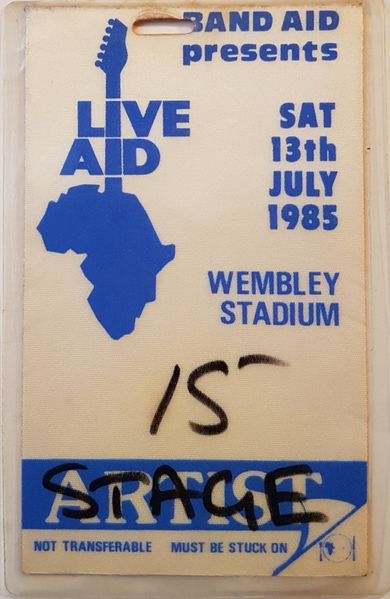 BAND AID
presents
LIVE
AID
SAT
13th
JULY
1985
WEMBLEY
STADIUM
15
ARTIST
STAGE
NOT TRANSFERABLE MUST BE STUCK ON